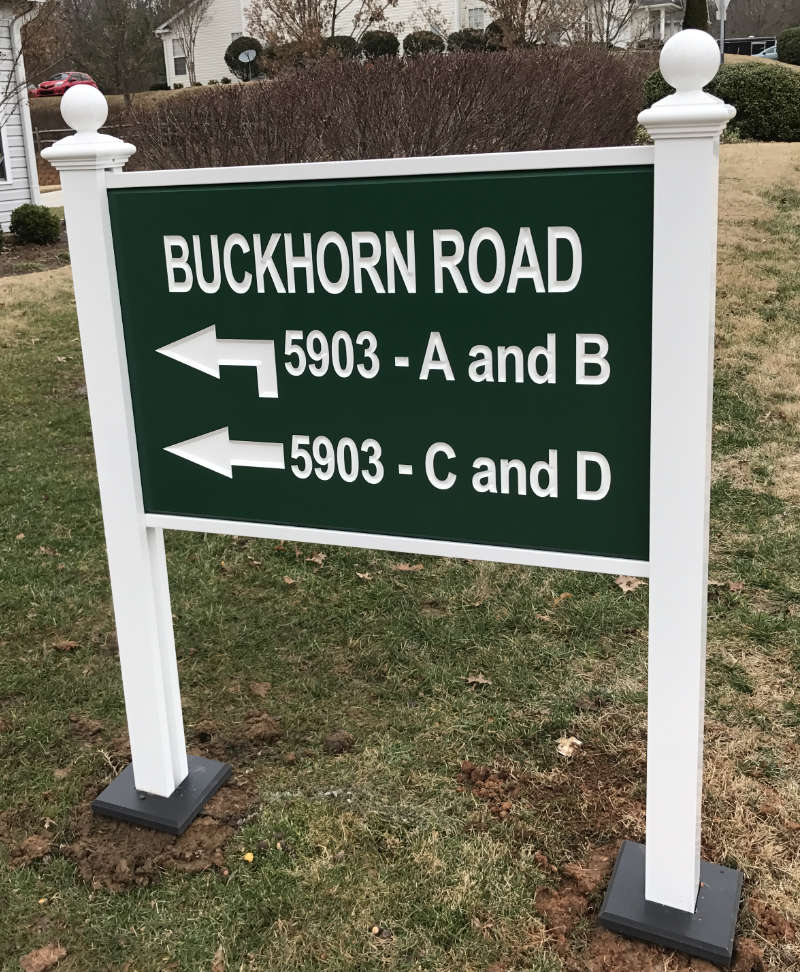 BUCKHORN ROAD
5903 - A and B
5903 - C and D